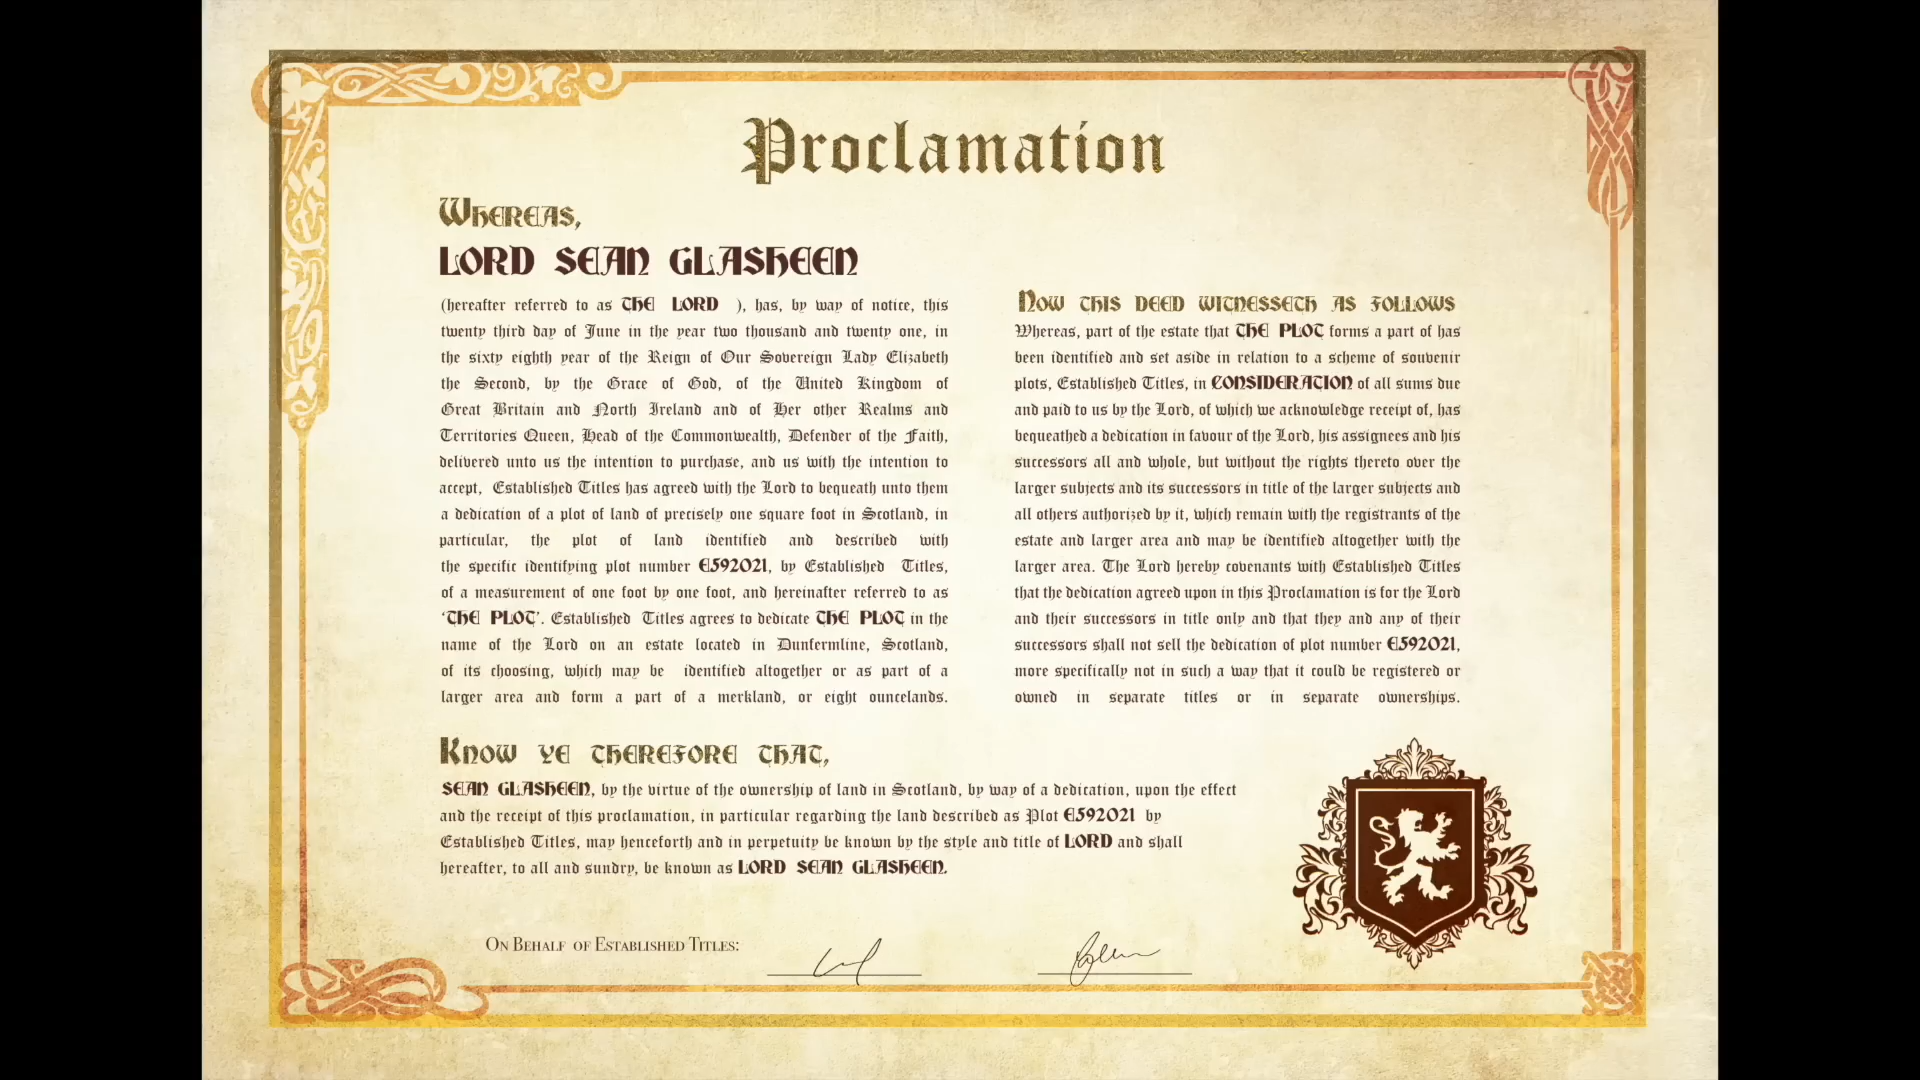 Proclamation
Whereas,
LORD SEAN GLASHEEN
(hereafter referred to as THE LORD ), has, by way of notice, this
twenty third day of June in the year two thousand and twenty one, in
the sixty eighth year of the Reign of Our Sovereign Lady Elizabeth
the Second, by the Grace of God, of the United Kingdom of
Great Britain and North Ireland and of Her other Realms and
Territories Queen, Head of the Commonwealth, Defender of the Faith,
delivered unto us the intention to purchase, and us with the intention to
accept, Established Titles has agreed with the Lord to bequeath unto them
a dedication of a plot of land of precisely one square foot in Scotland, in
particular, the plot of land identified and described with
the specific identifying plot number E592021, by Established Titles,
of a measurement of one foot by one foot, and hereinafter referred to as
'THE PLOT'. Established Titles agrees to dedicate THE PLOT in the
name of the Lord on an estate located in Dunfermline, Scotland,
of its choosing, which may be identified altogether or as part of a
larger area and form a part of a merkland, or eight ouncelands.
Now this deed witnesseth as follows
Whereas, part of the estate that THE PLOT forms a part of has
been identified and set aside in relation to a scheme of souvenir
plots, Established Titles, in CONSIDERATION of all sums due
and paid to us by the Lord, of which we acknowledge receipt of, has
bequeathed a dedication in favour of the Lord, his assignees and his
successors all and whole, but without the rights thereto over the
larger subjects and its successors in title of the larger subjects and
all others authorized by it, which remain with the registrants of the
estate and larger area and may be identified altogether with the
larger area. The Lord hereby covenants with Established Titles
that the dedication agreed upon in this Proclamation is for the Lord
and their successors in title only and that they and any of their
successors shall not sell the dedication of plot number E592021,
more specifically not in such a way that it could be registered or
owned in separate titles or in separate ownerships.
Know ye therefore that,
SEAN GLASHEEN, by the virtue of the ownership of land in Scotland, by way of a dedication, upon the effect
and the receipt of this proclamation, in particular regarding the land described as Plot E592021 by
Established Titles, may henceforth and in perpetuity be known by the style and title of LORD and shall
hereafter, to all and sundry, be known as LORD SEAN GLASHEEN.
On Behalf of Established Titles: